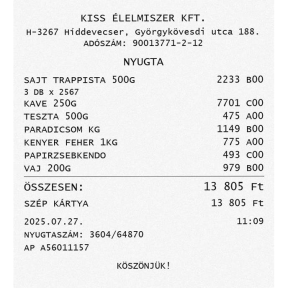 KISS ÉLELMISZER KFT.
H-3267 Hiddevecser, Györgykövesdi utca 188.
ADÓSZÁM: 90013771-2-12
NYUGTA
SAJT TRAPPISTA 500G 2233 B00
3 DB x 2567
KAVE 250G 7701 C00
TESZTA 500G 475 A00
PARADICSOM KG 1149 B00
KENYER FEHER 1KG 775 A00
PAPIRZSEBKENDO 493 C00
VAJ 200G 979 B00
ÖSSZESEN: 13 805 Ft
SZÉP KÁRTYA 13 805 Ft
2025.07.27. 11:09
NYUGTASZÁM: 3604/64870
AP A56011157
KÖSZÖNJÜK!